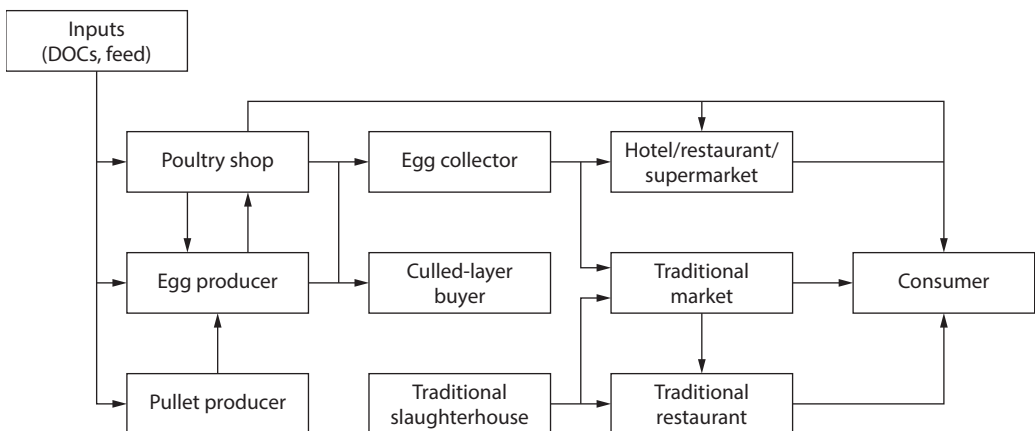 Inputs
(DOCs, feed)
Poultry shop
Egg collector
Hotel/restaurant/
supermarket
Egg producer
Culled-layer
buyer
Traditional
market
Consumer
Pullet producer
Traditional
slaughterhouse
Traditional
restaurant